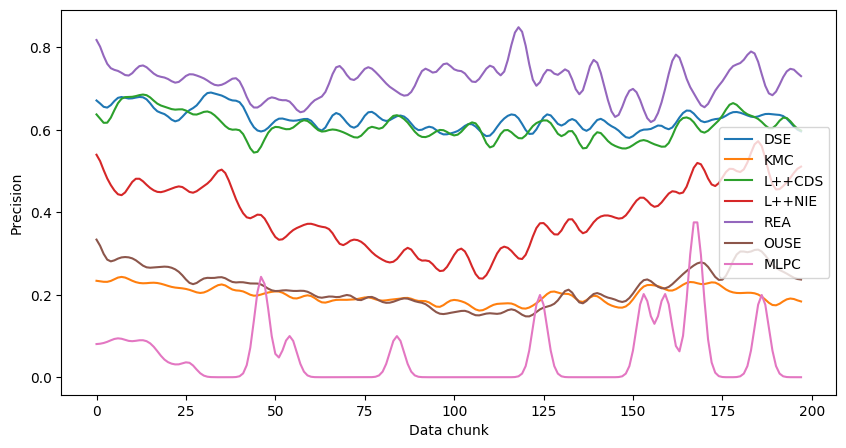 0.8
0.6
0.4
0.2
0.0
Precision
0
25
50
75
100
125
150
175
200
Data chunk
DSE
KMC
L++CDS
L++NIE
REA
OUSE
MLPC